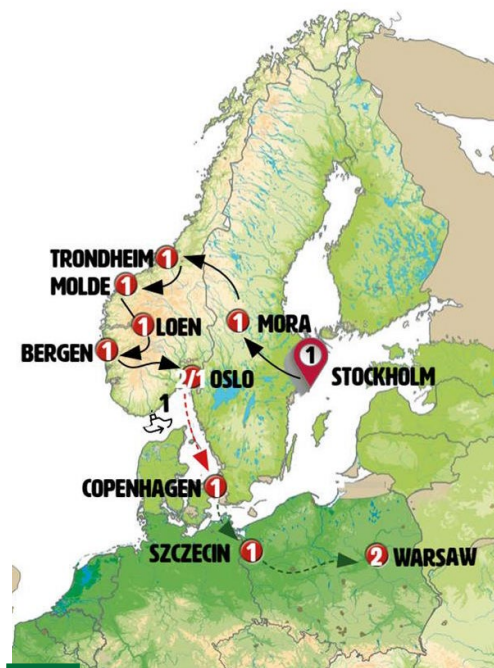 TRONDHEIM 1
MOLDE 1
1 LOEN
1 MORA
BERGEN 1
1
STOCKHOLM
2/1 OSLO
1
COPENHAGEN 1
SZCZECIN 1
2 WARSAW